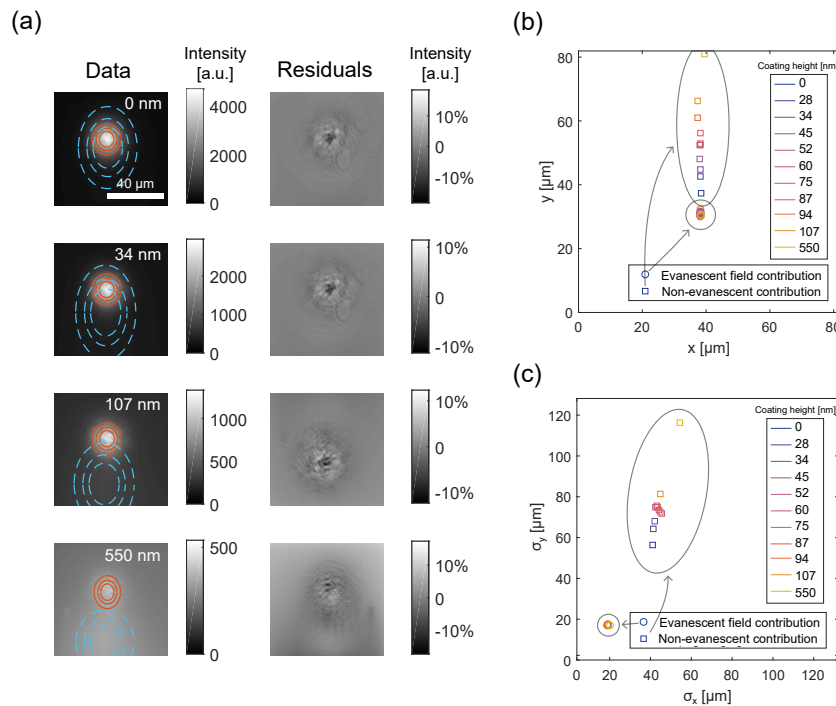 (a)
Data
Intensity
[a.u.]
Residuals
Intensity
[a.u.]
0 nm
40 µm
4000
2000
0
10%
0
-10%
34 nm
2000
1000
0
10%
0
-10%
107 nm
1000
500
0
10%
0
-10%
550 nm
500
0
10%
0
-10%
(b)
80
60
40
20
0
0
20
40
60
80
y [µm]
x [µm]
Coating height [nm]
0
28
34
45
52
60
75
87
94
107
550
Evanescent field contribution
Non-evanescent contribution
(c)
120
100
80
60
40
20
0
0
20
40
60
80
100
120
σy [µm]
σx [µm]
Coating height [nm]
0
28
34
45
52
60
75
87
94
107
550
Evanescent field contribution
Non-evanescent contribution